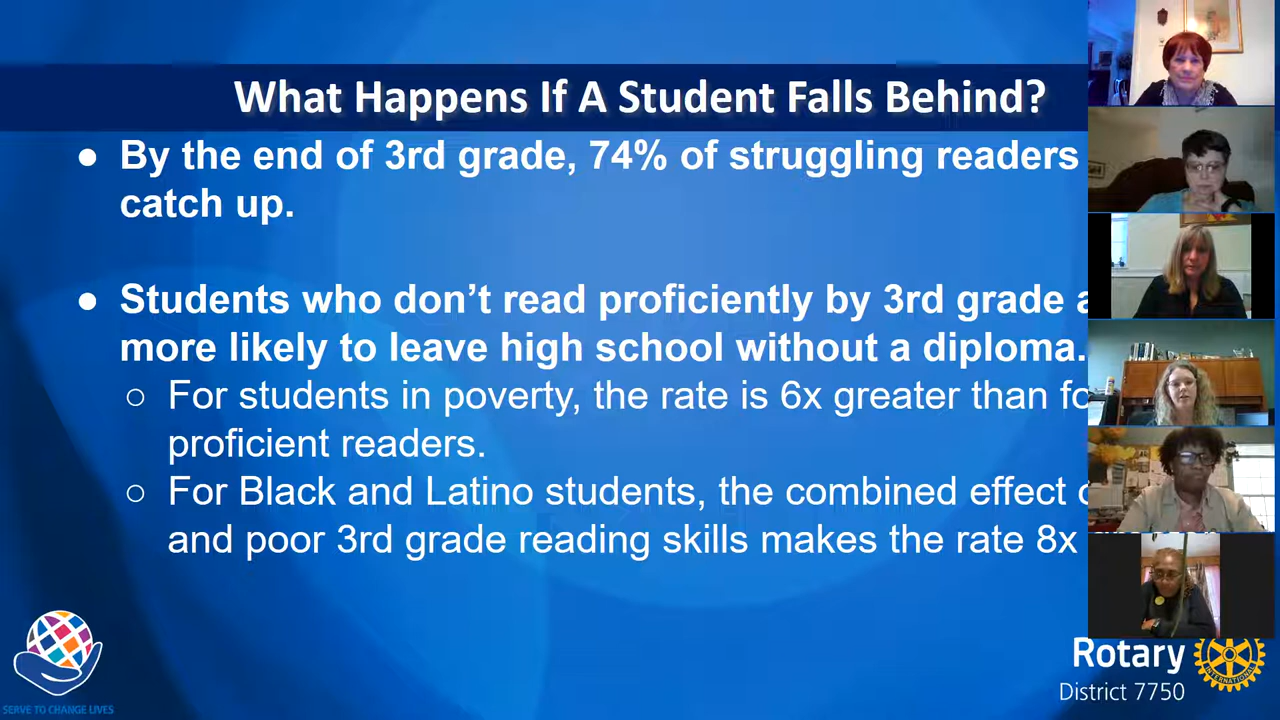 What Happens If A Student Falls Behind?
● By the end of 3rd grade, 74% of struggling readers
catch up.
● Students who don’t read proficiently by 3rd grade
more likely to leave high school without a diploma.
○ For students in poverty, the rate is 6x greater than
proficient readers.
○ For Black and Latino students, the combined effect
and poor 3rd grade reading skills makes the rate 8x
SERVE TO CHANGE LIVES
Rotary
INTERNATIONAL
District 7750